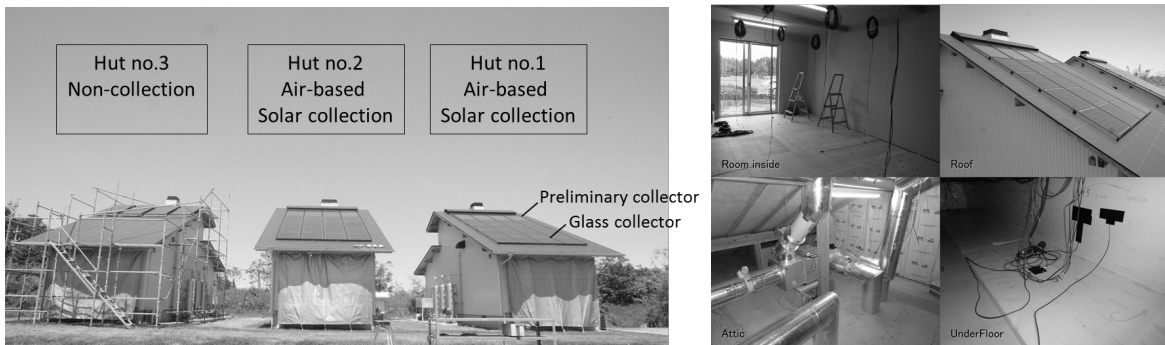 Hut no.3
Non-collection
Hut no.2
Air-based
Solar collection
Hut no.1
Air-based
Solar collection
Preliminary collector
Glass collector
Room inside
Roof
Attic
UnderFloor